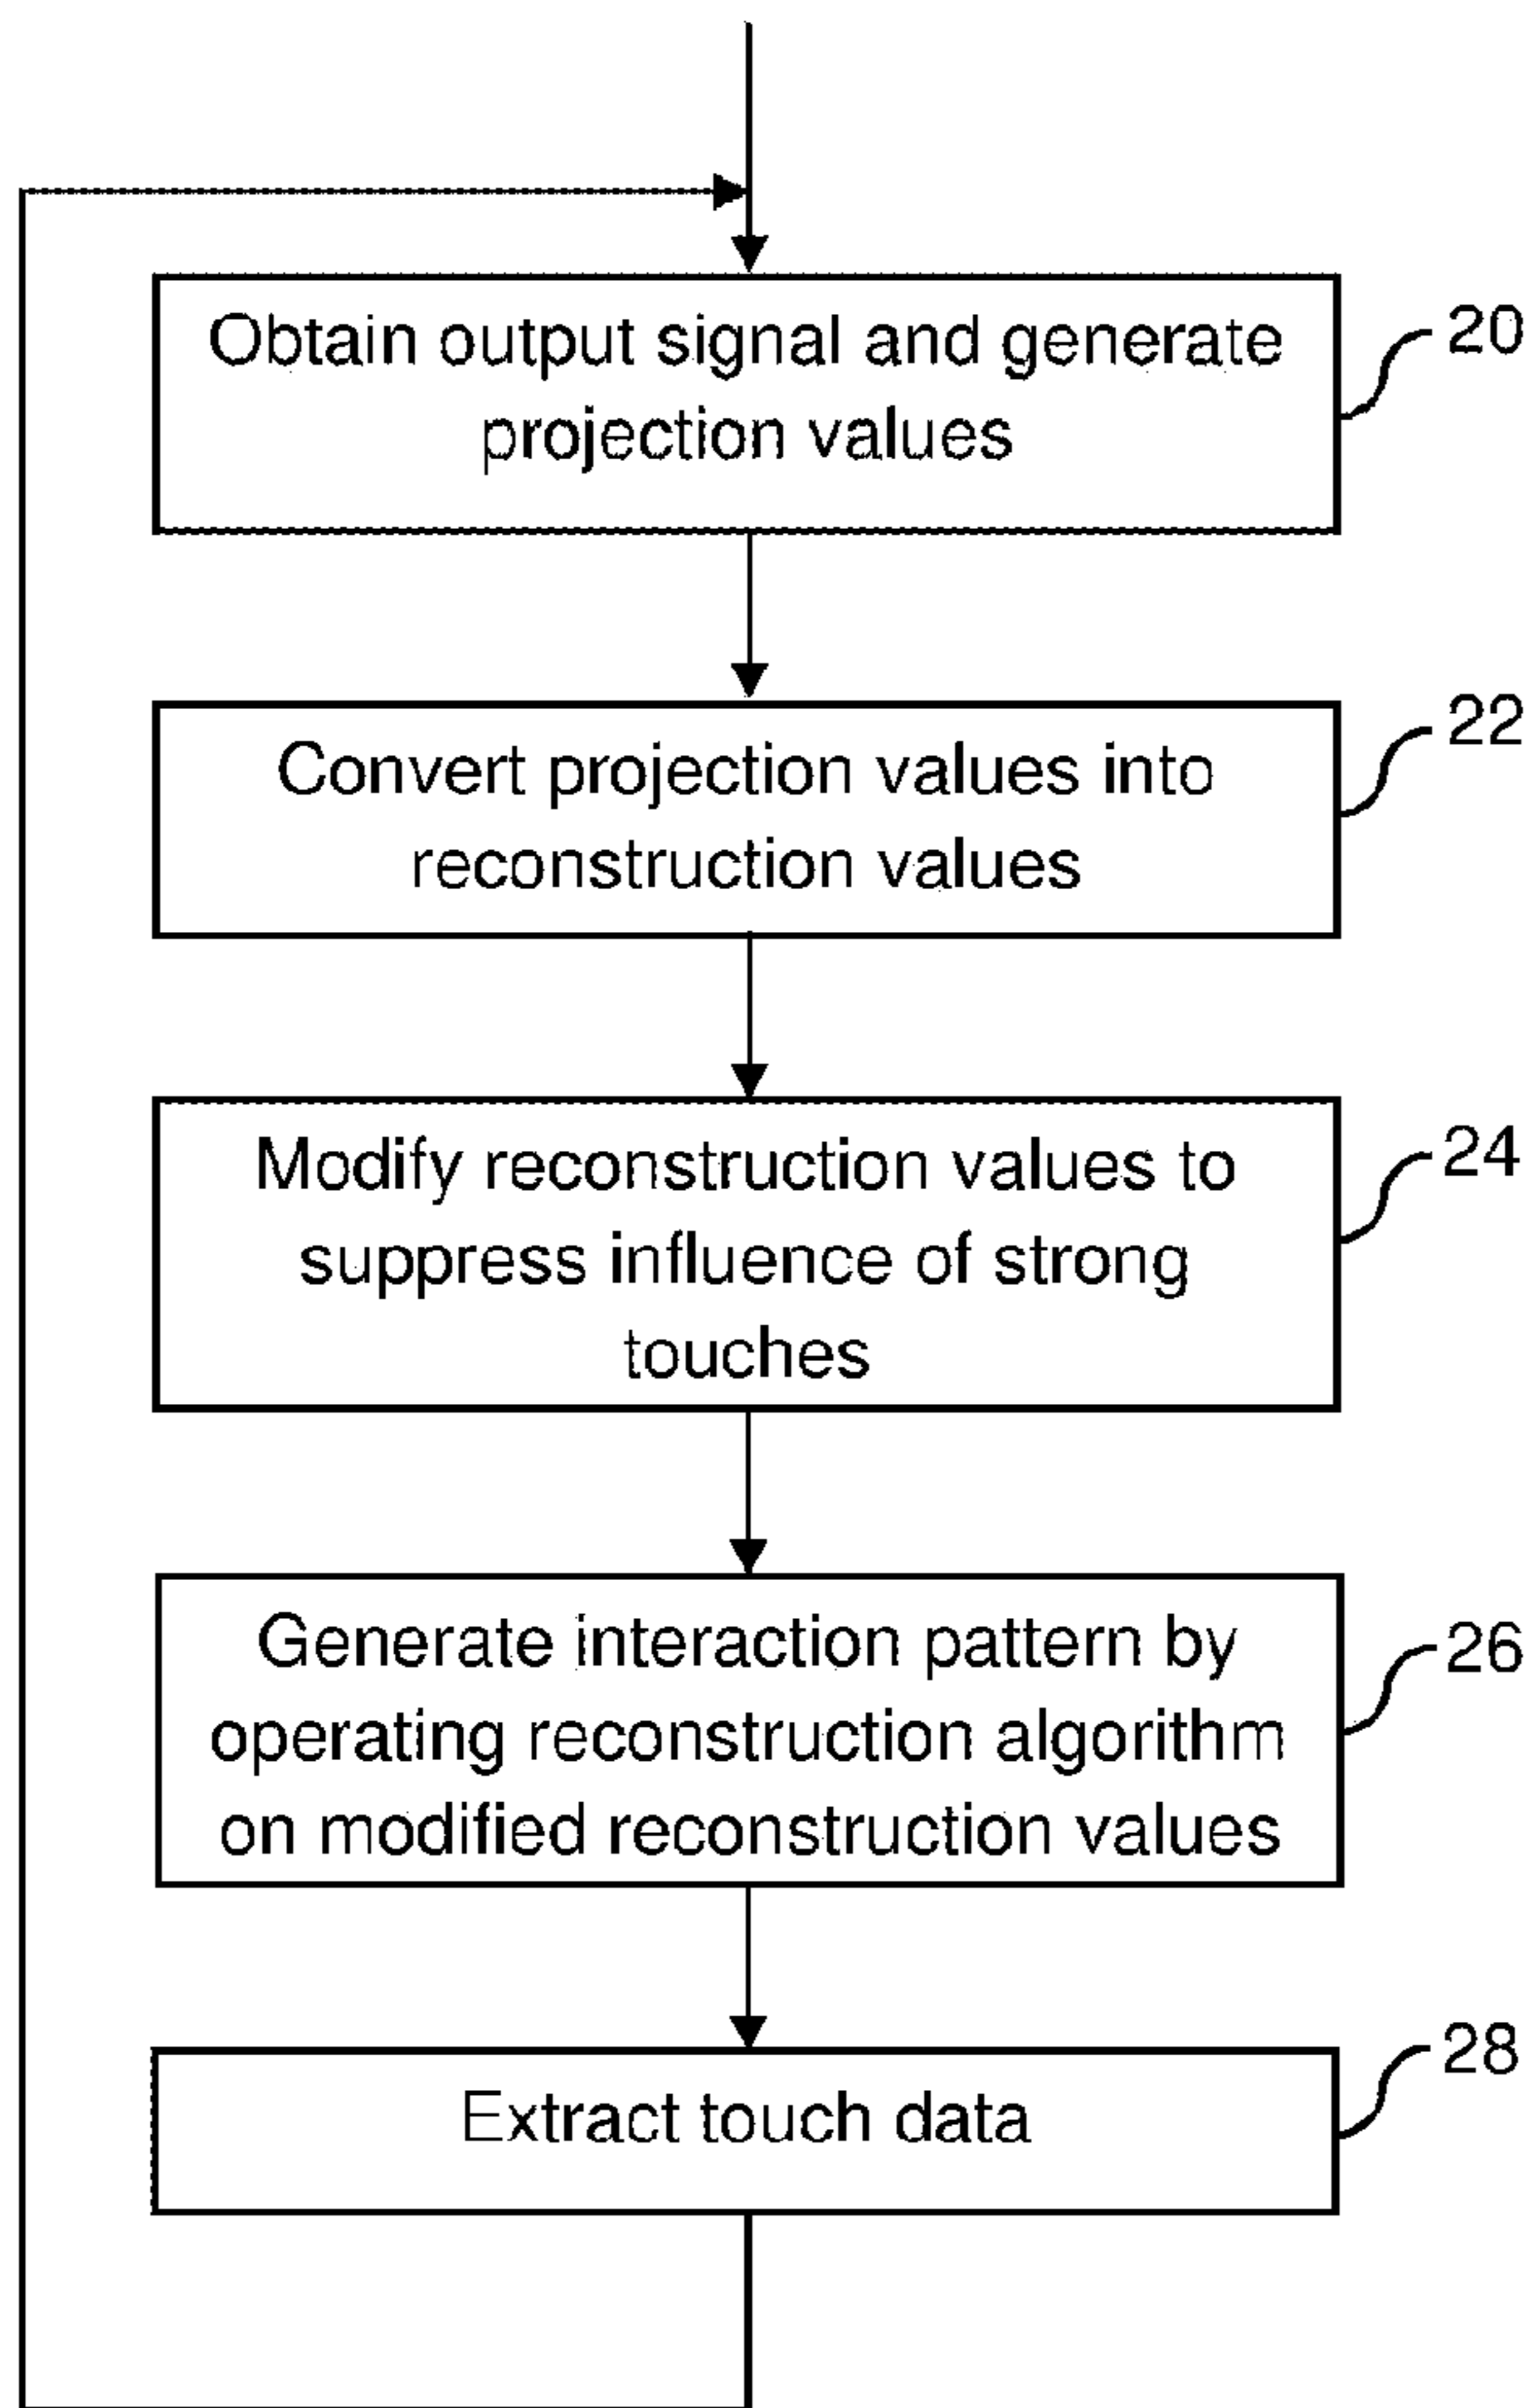 Obtain output signal and generate
projection values
20
Convert projection values into
reconstruction values
22
Modify reconstruction values to
suppress influence of strong
touches
24
Generate interaction pattern by
operating reconstruction algorithm
on modified reconstruction values
26
Extract touch data
28